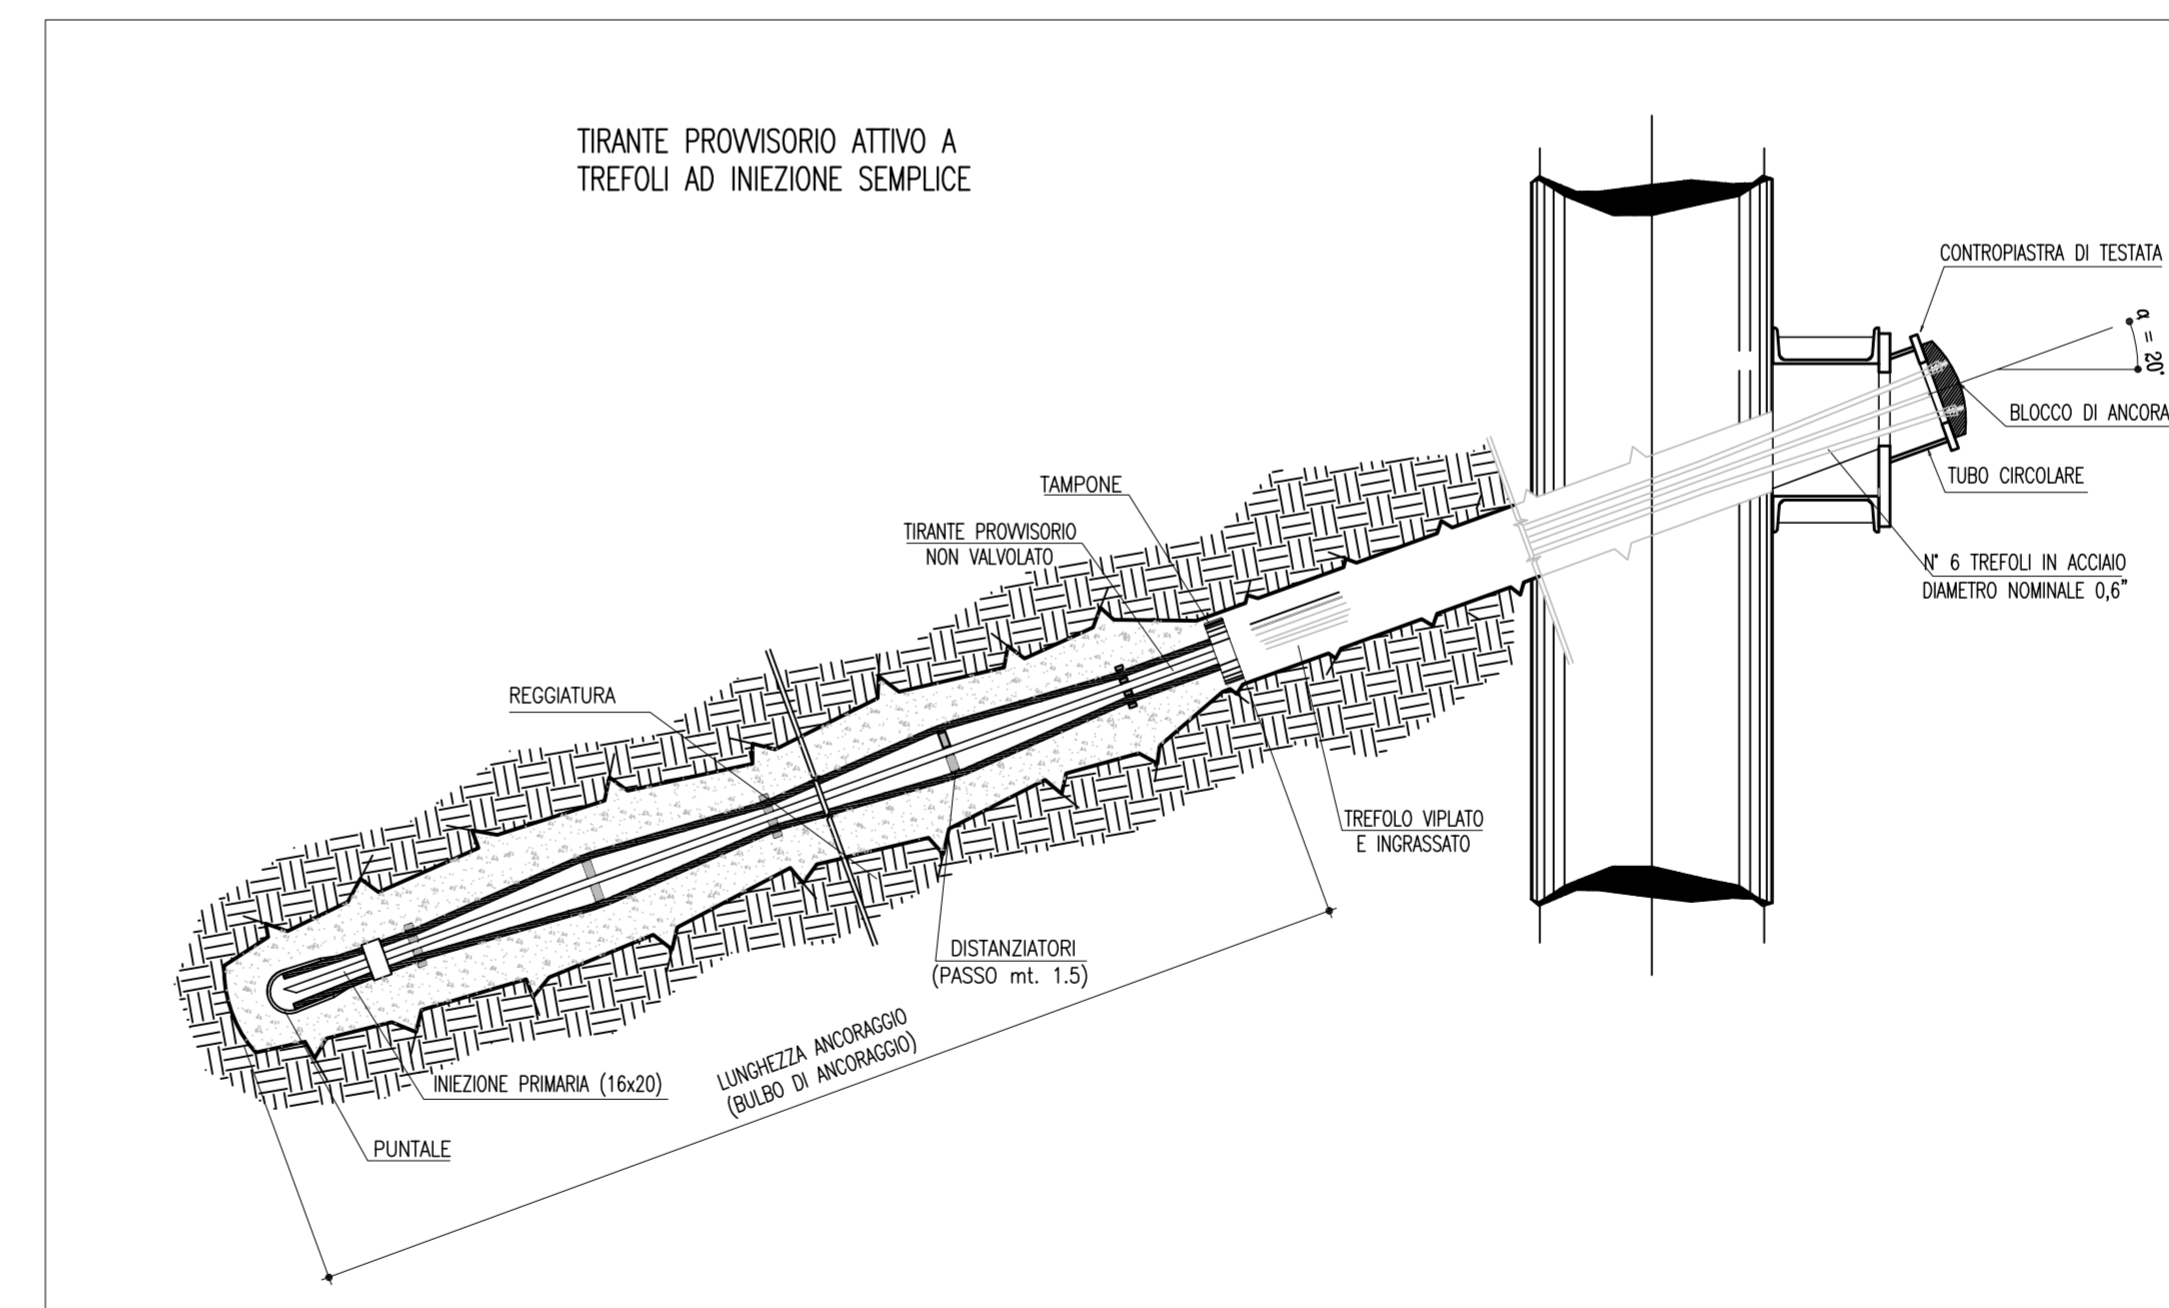 TIRANTE PROVVISORIO ATTIVO A
TREFOLI AD INIEZIONE SEMPLICE
CONTROPIASTRA DI TESTATA
α = 20°
BLOCCO DI ANCORA
TUBO CIRCOLARE
N° 6 TREFOLI IN ACCIAIO
DIAMETRO NOMINALE 0,6"
TAMPONE
TIRANTE PROVVISORIO
NON VALVOLATO
REGGIATURA
TREFOLO VIPLATO
E INGRASSATO
DISTANZIATORI
(PASSO mt. 1.5)
LUNGHEZZA ANCORAGGIO
(BULBO DI ANCORAGGIO)
INIEZIONE PRIMARIA (16x20)
PUNTALE